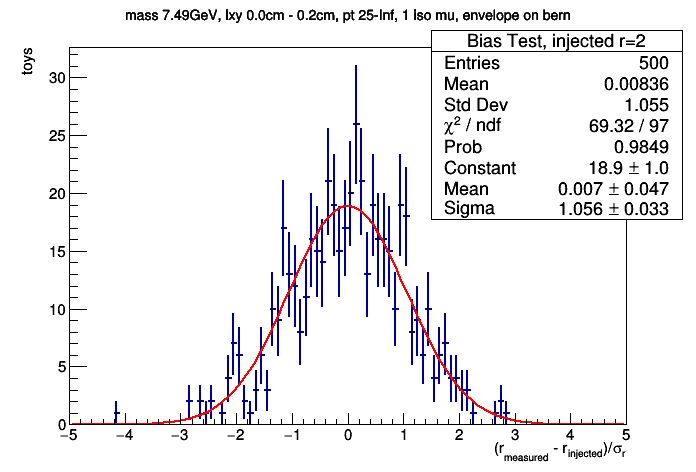 mass 7.49GeV, lxy 0.0cm - 0.2cm, pt 25-Inf, 1 Iso mu, envelope on bern
Bias Test, injected r=2
Entries 500
Mean 0.00836
Std Dev 1.055
χ² / ndf 69.32 / 97
Prob 0.9849
Constant 18.9 ± 1.0
Mean 0.007 ± 0.047
Sigma 1.056 ± 0.033
toys
30
25
20
15
10
5
0
−5 −4 −3 −2 −1 0 1 2 3 4 5
(r_measured - r_injected)/σ_r